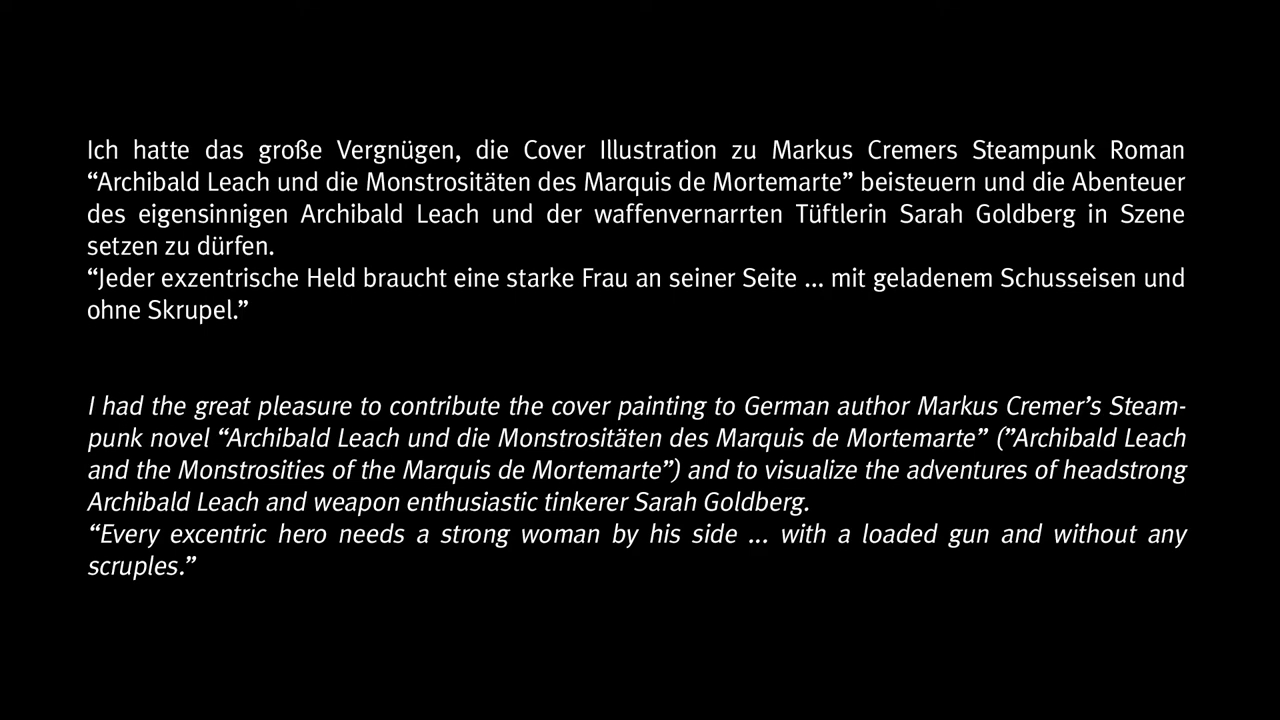 Ich hatte das große Vergnügen, die Cover Illustration zu Markus Cremers Steampunk Roman
“Archibald Leach und die Monstrositäten des Marquis de Mortemarte” beisteuern und die Abenteuer
des eigensinnigen Archibald Leach und der waffenvernarrten Tüftlerin Sarah Goldberg in Szene
setzen zu dürfen.
“Jeder exzentrische Held braucht eine starke Frau an seiner Seite ... mit geladenem Schusseisen und
ohne Skrupel.”
I had the great pleasure to contribute the cover painting to German author Markus Cremer’s Steam-
punk novel “Archibald Leach und die Monstrositäten des Marquis de Mortemarte” (”Archibald Leach
and the Monstrosities of the Marquis de Mortemarte”) and to visualize the adventures of headstrong
Archibald Leach and weapon enthusiastic tinkerer Sarah Goldberg.
“Every excentric hero needs a strong woman by his side ... with a loaded gun and without any
scruples.”